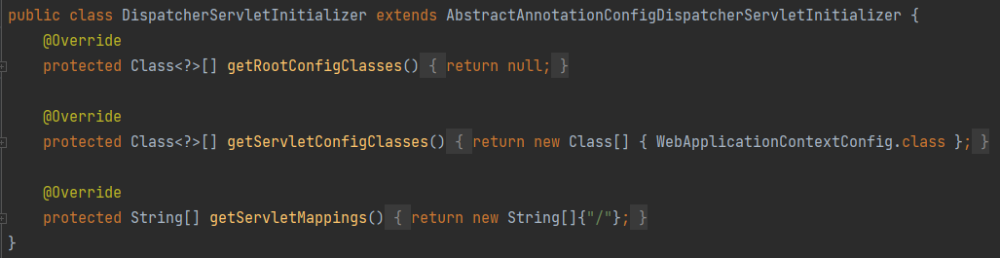 public class DispatcherServletInitializer extends AbstractAnnotationConfigDispatcherServletInitializer {
@Override
protected Class<?>[] getRootConfigClasses() { return null; }
@Override
protected Class<?>[] getServletConfigClasses() { return new Class[] { WebApplicationContextConfig.class }; }
@Override
protected String[] getServletMappings() { return new String[]{"/"}; }
}